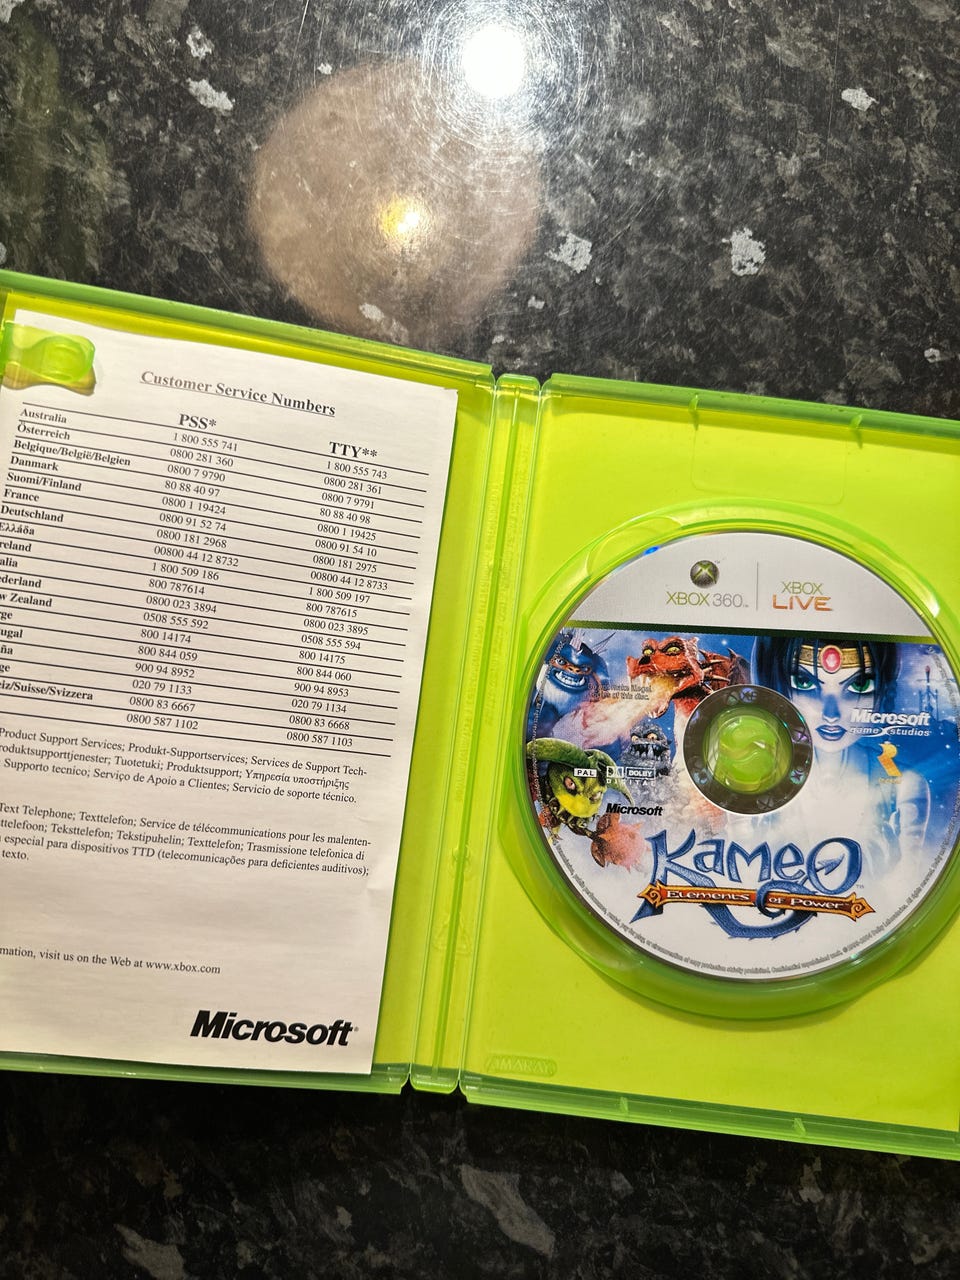 Customer Service Numbers
PSS* TTY**
Australia 1 800 555 741 1 800 555 743
Österreich 0800 281 360 0800 281 361
Belgique/België/Belgien 0800 7 9790 0800 7 9791
Danmark 80 88 40 97 80 88 40 98
Suomi/Finland 0800 1 19424 0800 1 19425
France 0800 91 52 74 0800 91 54 10
Deutschland 0800 181 2968 0800 181 2975
Ελλάδα 00800 44 12 8732 00800 44 12 8733
reland 1 800 509 186 1 800 509 197
alia 800 787614 800 787615
ederland 0800 023 3894 0800 023 3895
w Zealand 0508 555 592 0508 555 594
rge 800 14174 800 14175
ugal 800 844 059 800 844 060
ña 900 94 8952 900 94 8953
ge 020 79 1133 020 79 1134
eiz/Suisse/Svizzera 0800 83 6667 0800 83 6668
0800 587 1102 0800 587 1103
Product Support Services; Produkt-Supportservices; Services de Support Tech-
roduktsupporttjenester; Tuotetuki; Produktsupport; Υπηρεσία υποστήριξης
Supporto tecnico; Serviço de Apoio a Clientes; Servicio de soporte técnico.
Text Telephone; Texttelefon; Service de télécommunications pour les malenten-
ttelefoon; Teksttelefon; Tekstipuhelin; Texttelefon; Trasmissione telefonica di
especial para dispositivos TTD (telecomunicações para deficientes auditivos);
texto.
mation, visit us on the Web at www.xbox.com
Microsoft®
XBOX 360™
XBOX
LIVE
Microsoft
game studios
PAL
DOLBY
DIGITAL
Microsoft
Kameo™
Elements of Power™
AMARAY